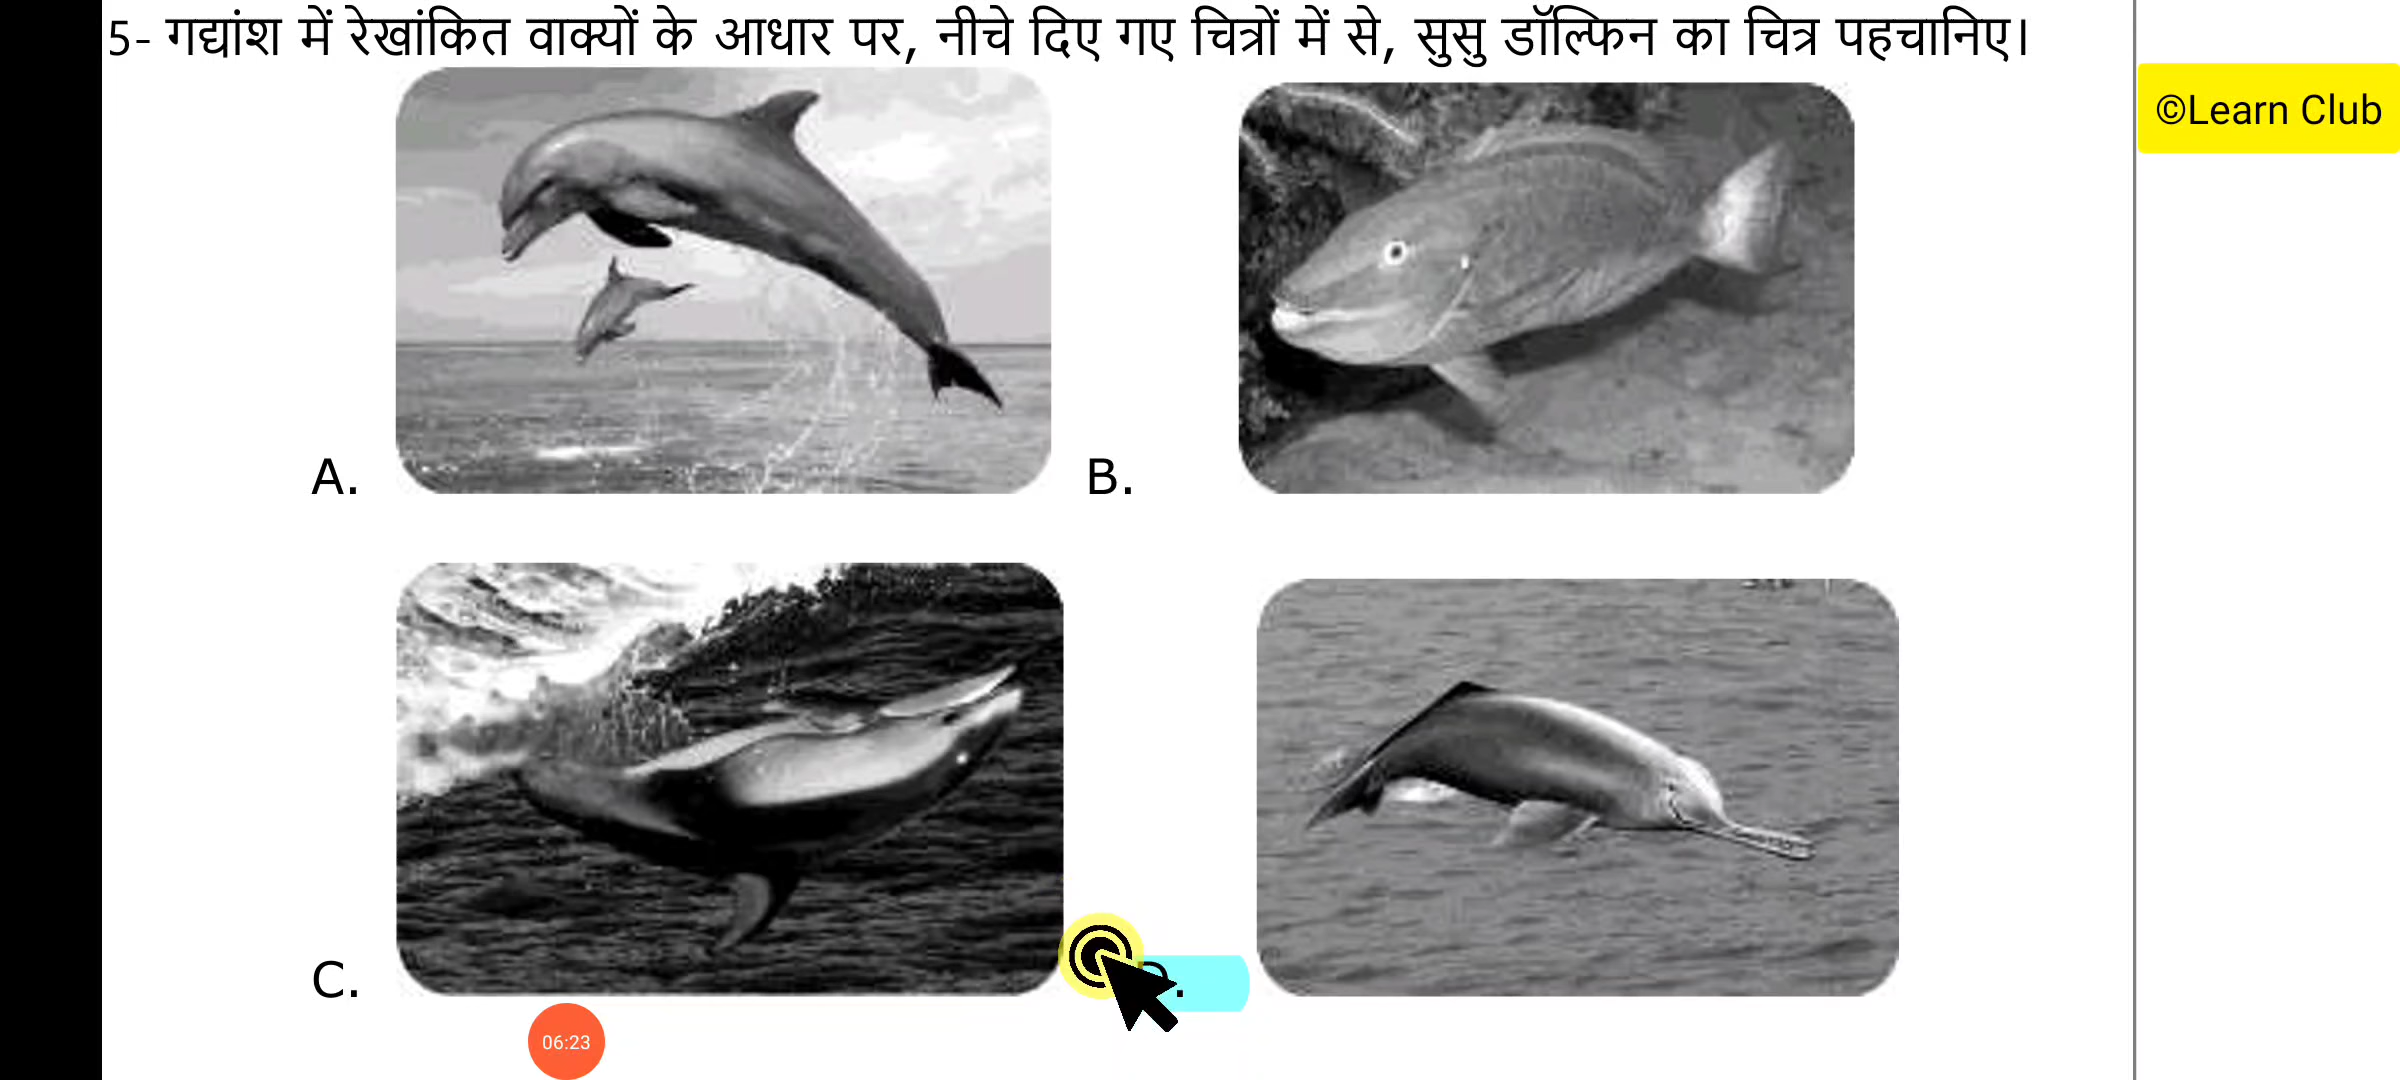 5- गद्यांश में रेखांकित वाक्यों के आधार पर, नीचे दिए गए चित्रों में से, सुसु डॉल्फिन का चित्र पहचानिए।
©Learn Club
A.
B.
C.
D.
06:23